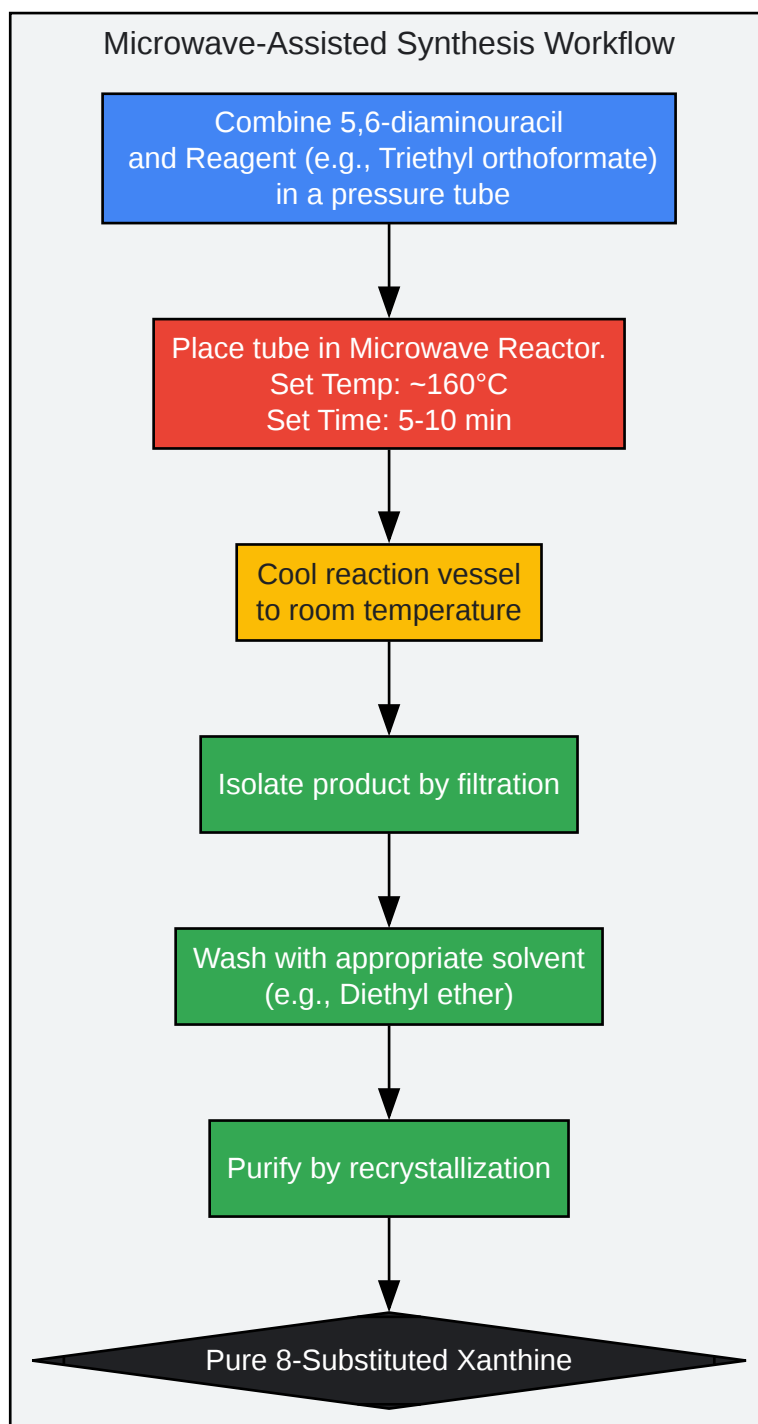 Microwave-Assisted Synthesis Workflow
Combine 5,6-diaminouracil
and Reagent (e.g., Triethyl orthoformate)
in a pressure tube
Place tube in Microwave Reactor.
Set Temp: ~160°C
Set Time: 5-10 min
Cool reaction vessel
to room temperature
Isolate product by filtration
Wash with appropriate solvent
(e.g., Diethyl ether)
Purify by recrystallization
Pure 8-Substituted Xanthine